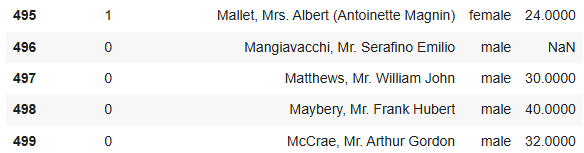 495 1 Mallet, Mrs. Albert (Antoinette Magnin) female 24.0000
496 0 Mangiavacchi, Mr. Serafino Emilio male NaN
497 0 Matthews, Mr. William John male 30.0000
498 0 Maybery, Mr. Frank Hubert male 40.0000
499 0 McCrae, Mr. Arthur Gordon male 32.0000